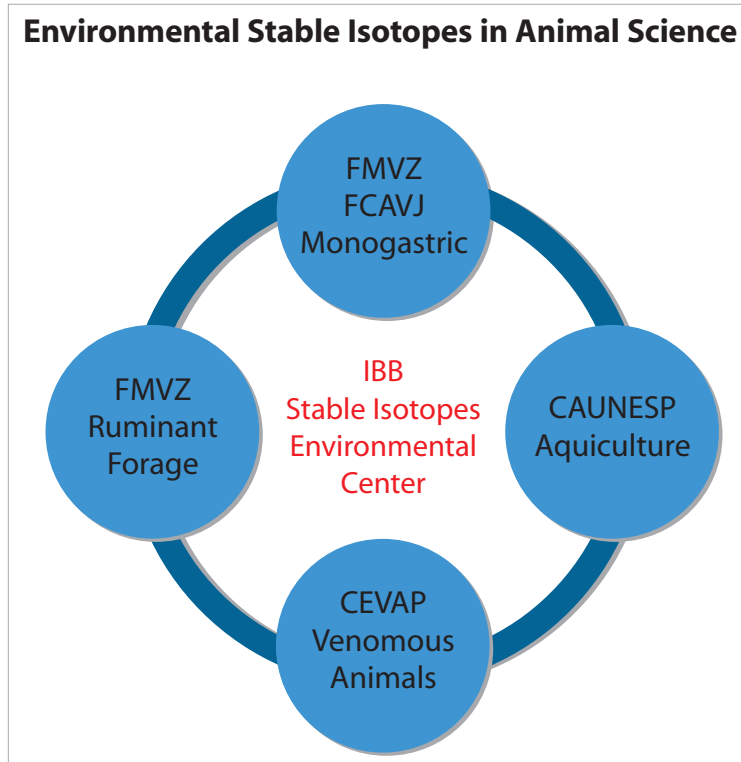 Environmental Stable Isotopes in Animal Science
FMVZ
FCAVJ
Monogastric
FMVZ
Ruminant
Forage
IBB
Stable Isotopes
Environmental
Center
CAUNESP
Aquiculture
CEVAP
Venomous
Animals